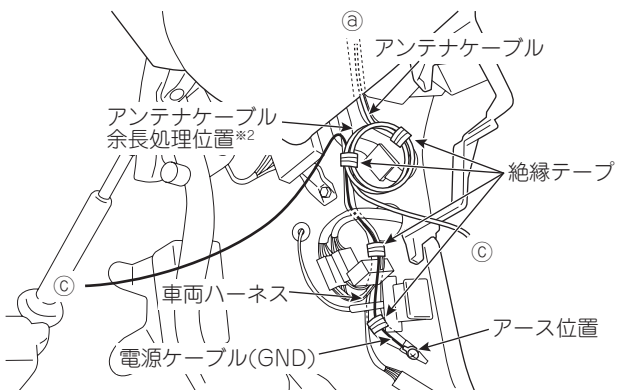 ⓐ
アンテナケーブル
アンテナケーブル
余長処理位置※2
絶縁テープ
ⓒ
ⓒ
車両ハーネス
アース位置
電源ケーブル(GND)